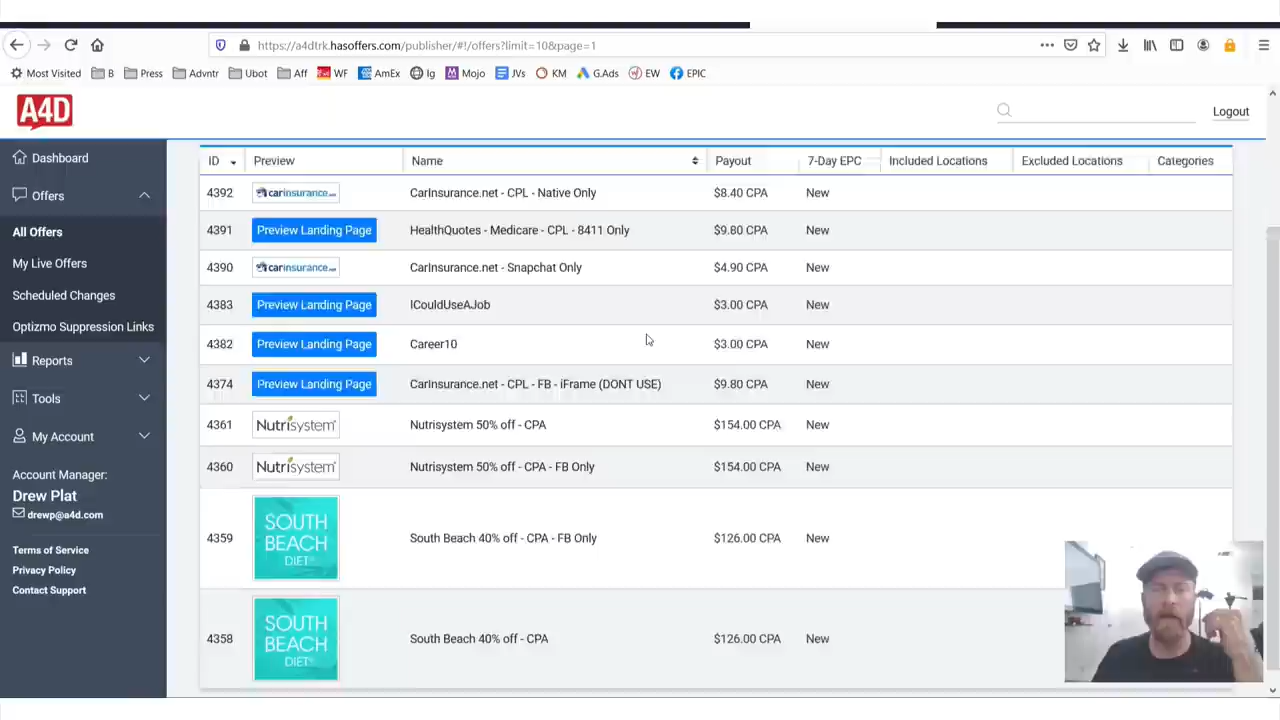 https://a4dtrk.hasoffers.com/publisher/#!/offers?limit=10&page=1
Most Visited B Press Advntr Ubot Aff WF AmEx Ig Mojo JVs KM G.Ads EW EPIC
A4D
Logout
Dashboard
Offers
All Offers
My Live Offers
Scheduled Changes
Optizmo Suppression Links
Reports
Tools
My Account
Account Manager:
Drew Plat
drewp@a4d.com
Terms of Service
Privacy Policy
Contact Support
ID Preview Name Payout 7-Day EPC Included Locations Excluded Locations Categories
4392 carinsurance.net CarInsurance.net - CPL - Native Only $8.40 CPA New
4391 Preview Landing Page HealthQuotes - Medicare - CPL - 8411 Only $9.80 CPA New
4390 carinsurance.net CarInsurance.net - Snapchat Only $4.90 CPA New
4383 Preview Landing Page ICouldUseAJob $3.00 CPA New
4382 Preview Landing Page Career10 $3.00 CPA New
4374 Preview Landing Page CarInsurance.net - CPL - FB - iFrame (DONT USE) $9.80 CPA New
4361 Nutrisystem Nutrisystem 50% off - CPA $154.00 CPA New
4360 Nutrisystem Nutrisystem 50% off - CPA - FB Only $154.00 CPA New
SOUTH
BEACH
DIET
4359 South Beach 40% off - CPA - FB Only $126.00 CPA New
SOUTH
BEACH
DIET
4358 South Beach 40% off - CPA $126.00 CPA New